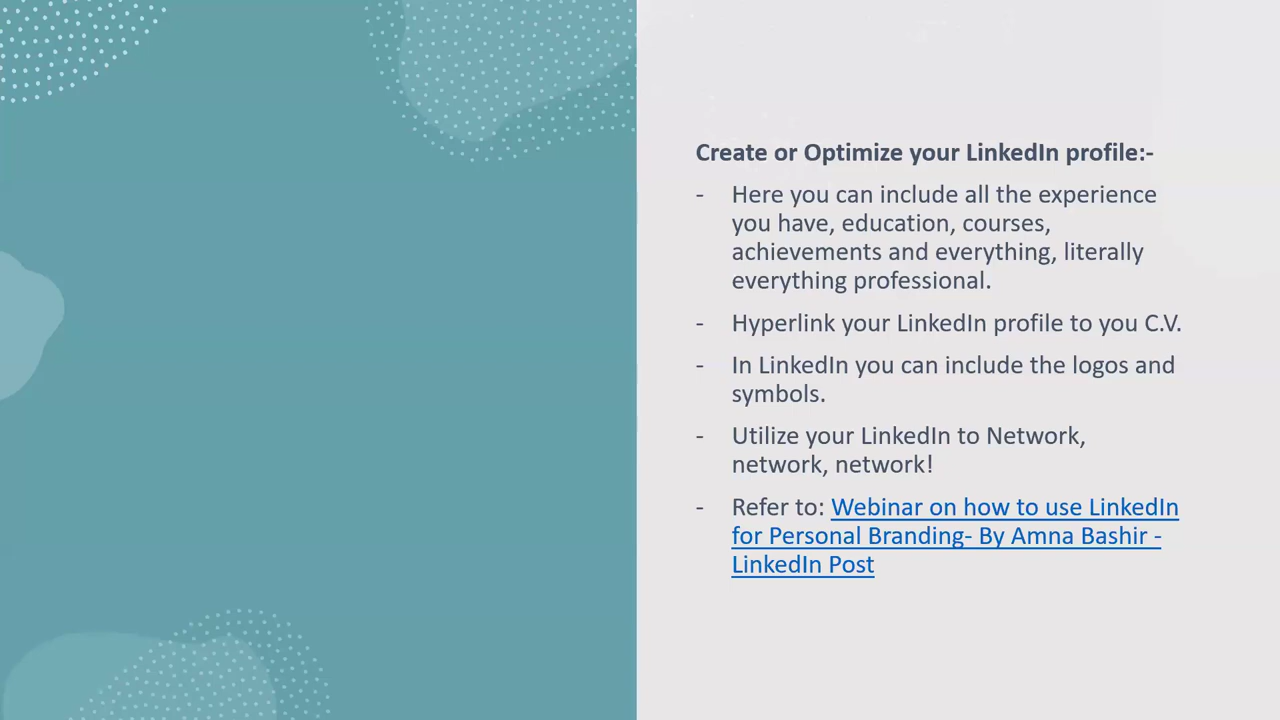 Create or Optimize your LinkedIn profile:-
- Here you can include all the experience
you have, education, courses,
achievements and everything, literally
everything professional.
- Hyperlink your LinkedIn profile to you C.V.
- In LinkedIn you can include the logos and
symbols.
- Utilize your LinkedIn to Network,
network, network!
- Refer to: Webinar on how to use LinkedIn
for Personal Branding- By Amna Bashir -
LinkedIn Post